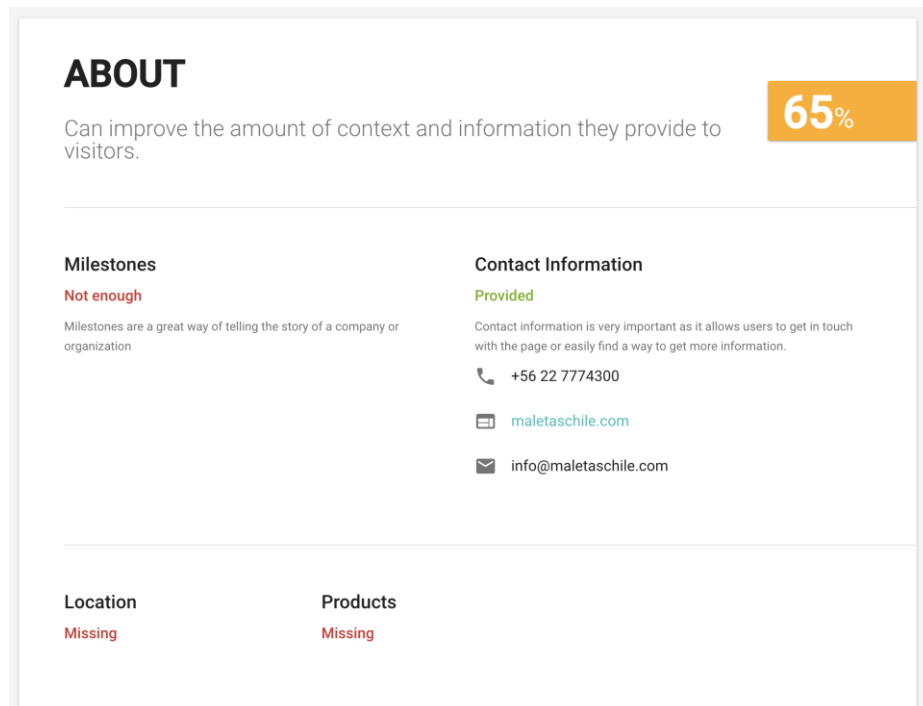 ABOUT
65%
Can improve the amount of context and information they provide to
visitors.
Milestones
Not enough
Milestones are a great way of telling the story of a company or
organization
Contact Information
Provided
Contact information is very important as it allows users to get in touch
with the page or easily find a way to get more information.
+56 22 7774300
maletaschile.com
info@maletaschile.com
Location
Missing
Products
Missing